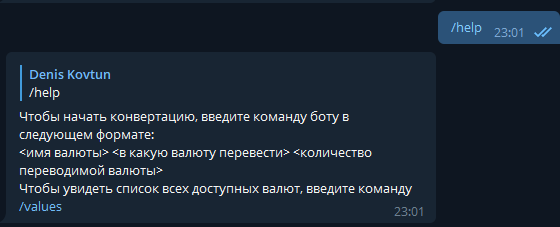 /help
23:01
Denis Kovtun
/help
Чтобы начать конвертацию, введите команду боту в
следующем формате:
<имя валюты> <в какую валюту перевести> <количество
переводимой валюты>
Чтобы увидеть список всех доступных валют, введите команду
/values
23:01